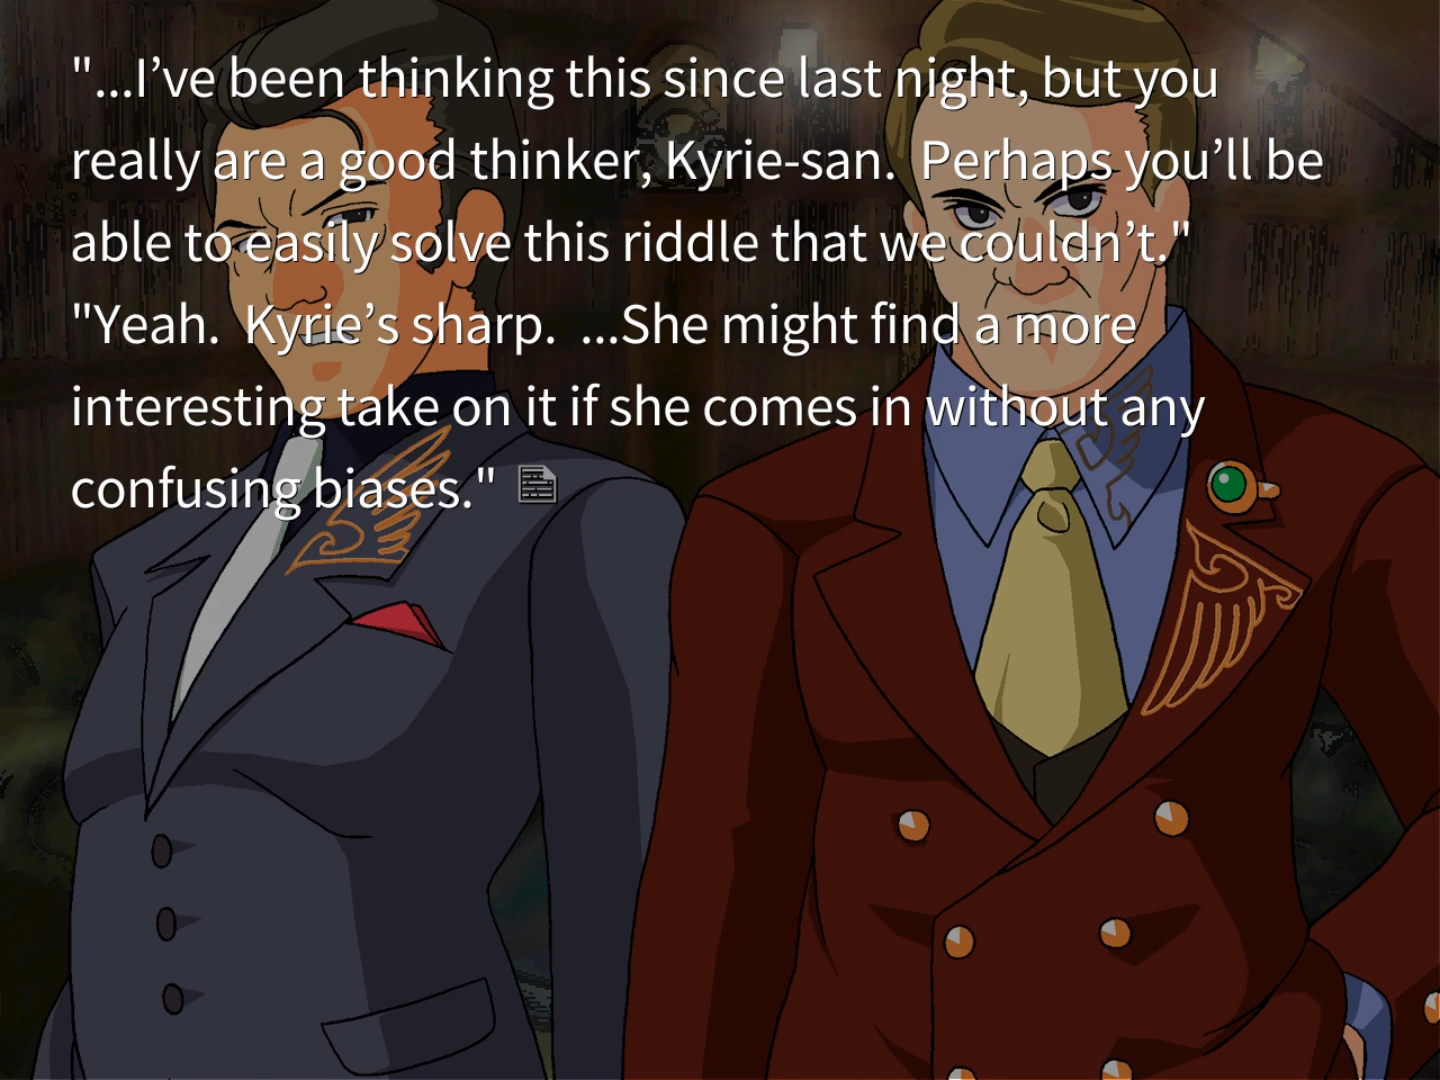 "...I’ve been thinking this since last night, but you
really are a good thinker, Kyrie-san.  Perhaps you’ll be
able to easily solve this riddle that we couldn’t."
"Yeah.  Kyrie’s sharp.  ...She might find a more
interesting take on it if she comes in without any
confusing biases."